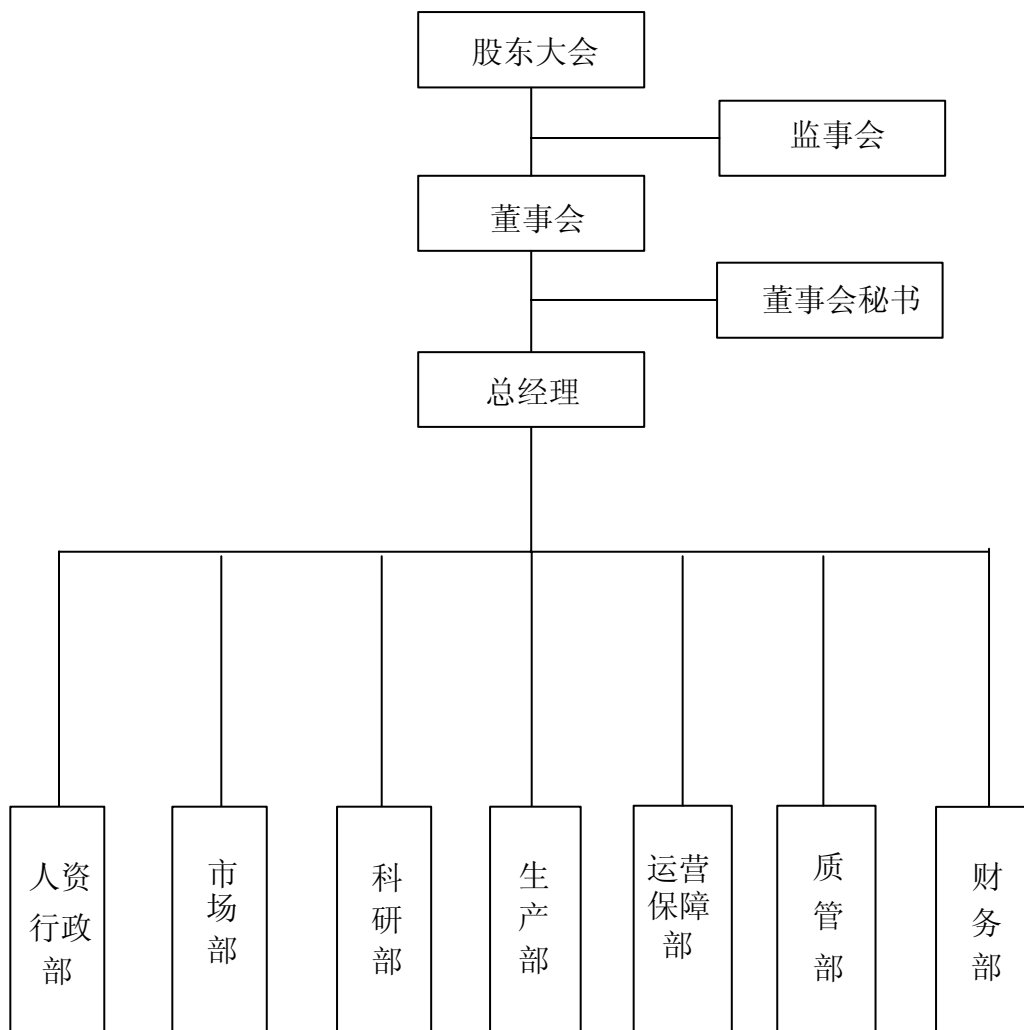 股东大会
监事会
董事会
董事会秘书
总经理
人资
行政
部
市
场
部
科
研
部
生
产
部
运营
保障
部
质
管
部
财
务
部